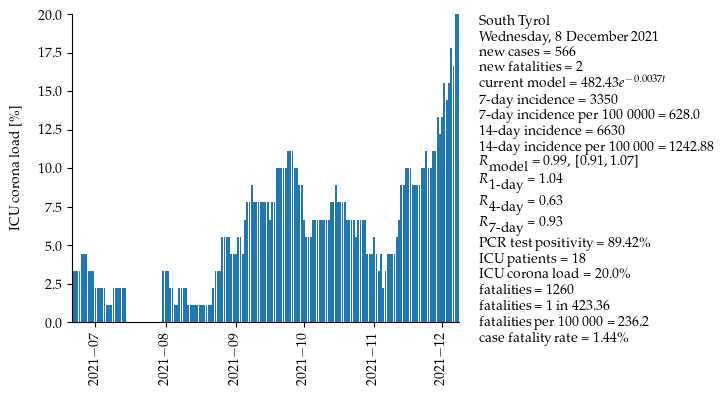 20.0
17.5
15.0
12.5
10.0
7.5
5.0
2.5
0.0
ICU corona load [%]
2021−07
2021−08
2021−09
2021−10
2021−11
2021−12
South Tyrol
Wednesday, 8 December 2021
new cases = 566
new fatalities = 2
current model = 482.43e^−0.0037t
7-day incidence = 3350
7-day incidence per 100 0000 = 628.0
14-day incidence = 6630
14-day incidence per 100 000 = 1242.88
R_model = 0.99, [0.91, 1.07]
R_1-day = 1.04
R_4-day = 0.63
R_7-day = 0.93
PCR test positivity = 89.42%
ICU patients = 18
ICU corona load = 20.0%
fatalities = 1260
fatalities = 1 in 423.36
fatalities per 100 000 = 236.2
case fatality rate = 1.44%